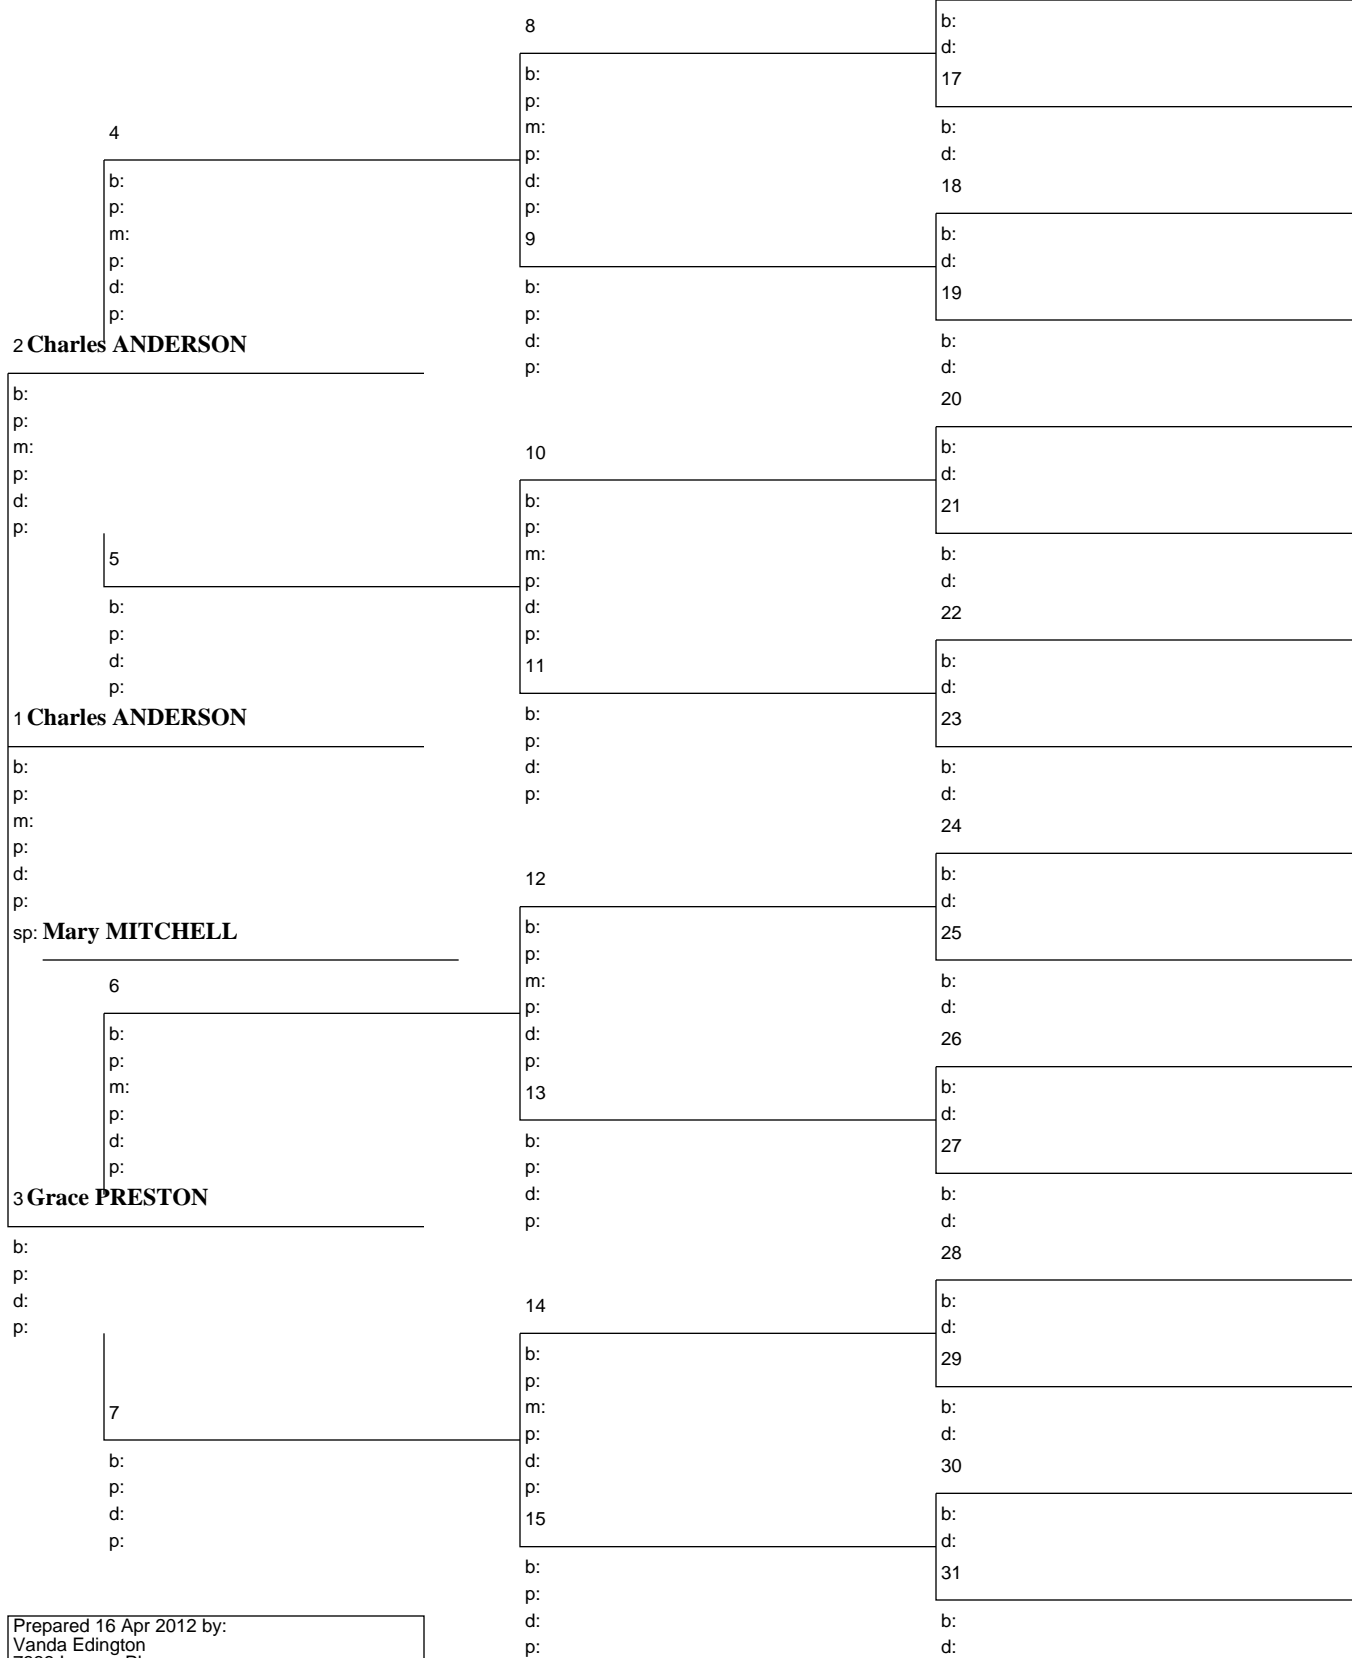 8
b:
p:
m:
p:
d:
p:
9
b:
p:
d:
p:
b:
d:
17
b:
d:
18
b:
d:
19
b:
d:
4
b:
p:
m:
p:
d:
p:
2 Charles ANDERSON
b:
p:
m:
p:
d:
p:
5
b:
p:
d:
p:
10
b:
p:
m:
p:
d:
p:
11
b:
p:
d:
p:
20
b:
d:
21
b:
d:
22
b:
d:
23
b:
d:
1 Charles ANDERSON
b:
p:
m:
p:
d:
p:
sp: Mary MITCHELL
6
b:
p:
m:
p:
d:
p:
12
b:
p:
m:
p:
d:
p:
13
b:
p:
d:
p:
24
b:
d:
25
b:
d:
26
b:
d:
27
b:
d:
3 Grace PRESTON
b:
p:
d:
p:
7
b:
p:
d:
p:
14
b:
p:
m:
p:
d:
p:
15
b:
p:
d:
p:
28
b:
d:
29
b:
d:
30
b:
d:
31
b:
d:
Prepared 16 Apr 2012 by:
Vanda Edington